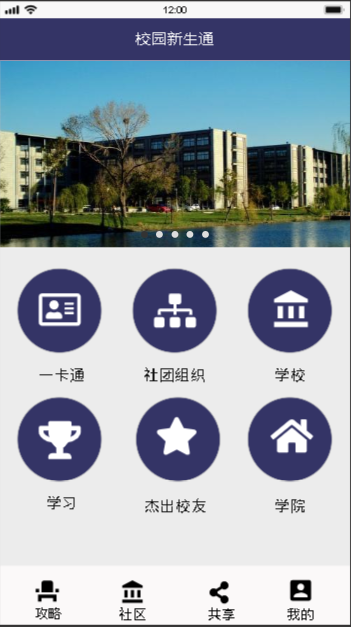 12:00
校园新生通
一卡通 社团组织 学校
学习 杰出校友 学院
攻略 社区 共享 我的